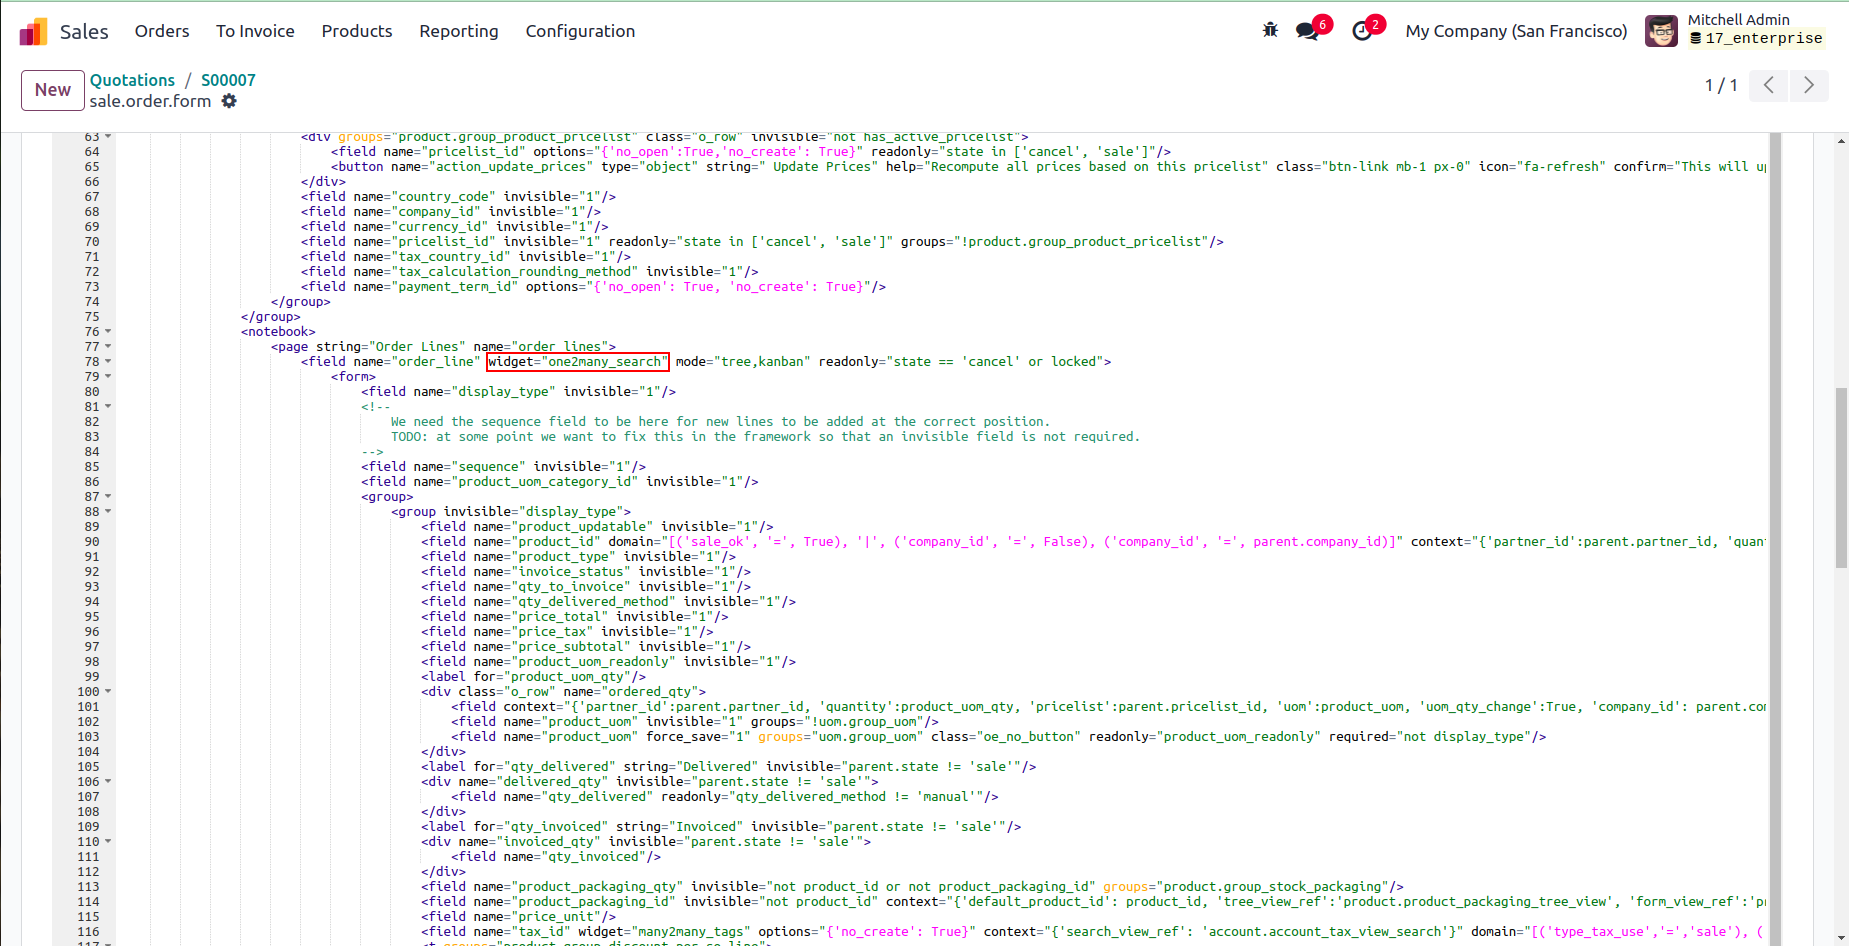 Sales Orders To Invoice Products Reporting Configuration 6 2 My Company (San Francisco) Mitchell Admin
17_enterprise
New Quotations / S00007 1 / 1
sale.order.form
63 <div groups="product.group_product_pricelist" class="o_row" invisible="not has_active_pricelist">
64 <field name="pricelist_id" options="{'no_open':True,'no_create': True}" readonly="state in ['cancel', 'sale']"/>
65 <button name="action_update_prices" type="object" string=" Update Prices" help="Recompute all prices based on this pricelist" class="btn-link mb-1 px-0" icon="fa-refresh" confirm="This will up
66 </div>
67 <field name="country_code" invisible="1"/>
68 <field name="company_id" invisible="1"/>
69 <field name="currency_id" invisible="1"/>
70 <field name="pricelist_id" invisible="1" readonly="state in ['cancel', 'sale']" groups="!product.group_product_pricelist"/>
71 <field name="tax_country_id" invisible="1"/>
72 <field name="tax_calculation_rounding_method" invisible="1"/>
73 <field name="payment_term_id" options="{'no_open': True, 'no_create': True}"/>
74 </group>
75 </group>
76 <notebook>
77 <page string="Order Lines" name="order_lines">
78 <field name="order_line" widget="one2many_search" mode="tree,kanban" readonly="state == 'cancel' or locked">
79 <form>
80 <field name="display_type" invisible="1"/>
81 <!--
82 We need the sequence field to be here for new lines to be added at the correct position.
83 TODO: at some point we want to fix this in the framework so that an invisible field is not required.
84 -->
85 <field name="sequence" invisible="1"/>
86 <field name="product_uom_category_id" invisible="1"/>
87 <group>
88 <group invisible="display_type">
89 <field name="product_updatable" invisible="1"/>
90 <field name="product_id" domain="[('sale_ok', '=', True), '|', ('company_id', '=', False), ('company_id', '=', parent.company_id)]" context="{'partner_id':parent.partner_id, 'quan
91 <field name="product_type" invisible="1"/>
92 <field name="invoice_status" invisible="1"/>
93 <field name="qty_to_invoice" invisible="1"/>
94 <field name="qty_delivered_method" invisible="1"/>
95 <field name="price_total" invisible="1"/>
96 <field name="price_tax" invisible="1"/>
97 <field name="price_subtotal" invisible="1"/>
98 <field name="product_uom_readonly" invisible="1"/>
99 <label for="product_uom_qty"/>
100 <div class="o_row" name="ordered_qty">
101 <field context="{'partner_id':parent.partner_id, 'quantity':product_uom_qty, 'pricelist':parent.pricelist_id, 'uom':product_uom, 'uom_qty_change':True, 'company_id': parent.com
102 <field name="product_uom" invisible="1" groups="!uom.group_uom"/>
103 <field name="product_uom" force_save="1" groups="uom.group_uom" class="oe_no_button" readonly="product_uom_readonly" required="not display_type"/>
104 </div>
105 <label for="qty_delivered" string="Delivered" invisible="parent.state != 'sale'"/>
106 <div name="delivered_qty" invisible="parent.state != 'sale'">
107 <field name="qty_delivered" readonly="qty_delivered_method != 'manual'"/>
108 </div>
109 <label for="qty_invoiced" string="Invoiced" invisible="parent.state != 'sale'"/>
110 <div name="invoiced_qty" invisible="parent.state != 'sale'">
111 <field name="qty_invoiced"/>
112 </div>
113 <field name="product_packaging_qty" invisible="not product_id or not product_packaging_id" groups="product.group_stock_packaging"/>
114 <field name="product_packaging_id" invisible="not product_id" context="{'default_product_id': product_id, 'tree_view_ref':'product.product_packaging_tree_view', 'form_view_ref':'p
115 <field name="price_unit"/>
116 <field name="tax_id" widget="many2many_tags" options="{'no_create': True}" context="{'search_view_ref': 'account.account_tax_view_search'}" domain="[('type_tax_use','=','sale'), (
117 <t groups="product.group_discount_per_so_line">